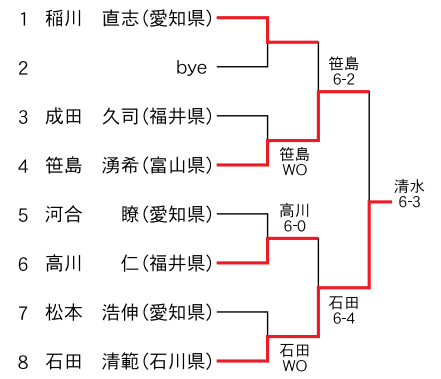 1 稲川 直志(愛知県)
2 bye
3 成田 久司(福井県)
4 笹島 湧希(富山県)
5 河合 瞭(愛知県)
6 高川 仁(福井県)
7 松本 浩伸(愛知県)
8 石田 清範(石川県)
笹島
WO
高川
6-0
石田
WO
笹島
6-2
石田
6-4
清水
6-3